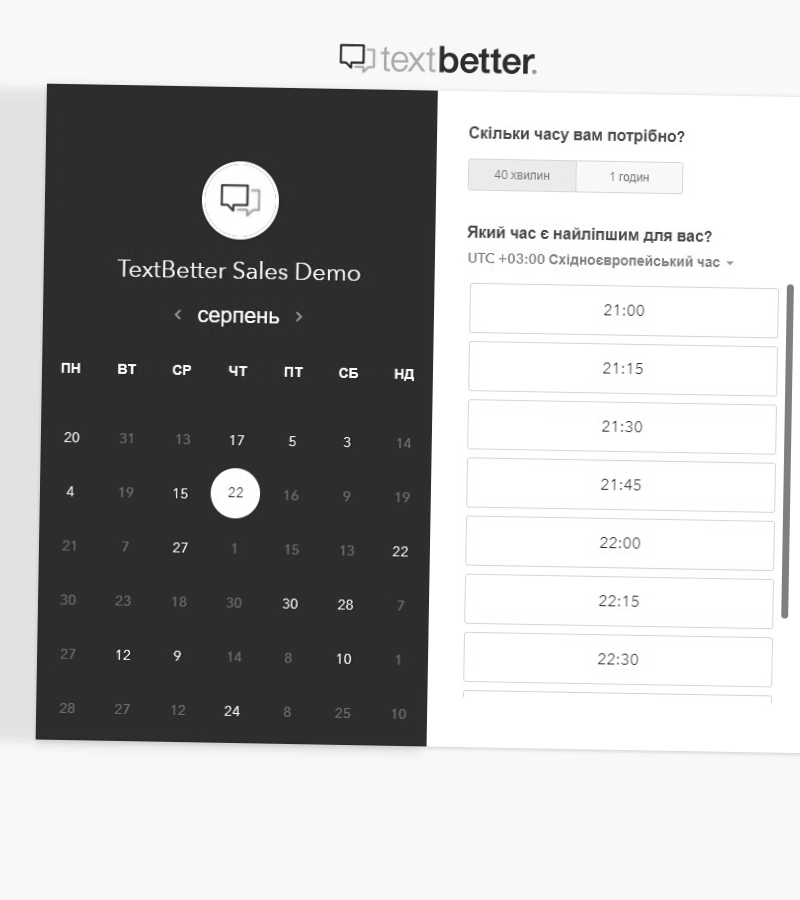 textbetter.
TextBetter Sales Demo
серпень
ПН ВТ СР ЧТ ПТ СБ НД
20 31 13 17 5 3 14
4 19 15 22 16 9 19
21 7 27 1 15 13 22
30 23 18 30 30 28 7
27 12 9 14 8 10 1
28 27 12 24 8 25 10
Скільки часу вам потрібно?
40 хвилин 1 годин
Який час є найліпшим для вас?
UTC +03:00 Східноєвропейський час
21:00
21:15
21:30
21:45
22:00
22:15
22:30